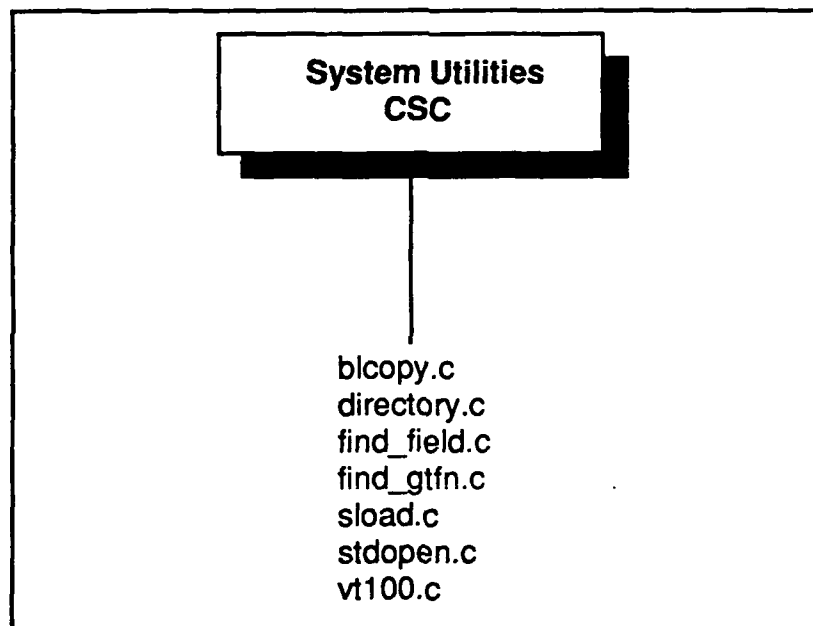 System Utilities
CSC
blcopy.c
directory.c
find_field.c
find_gtfn.c
sload.c
stdopen.c
vt100.c